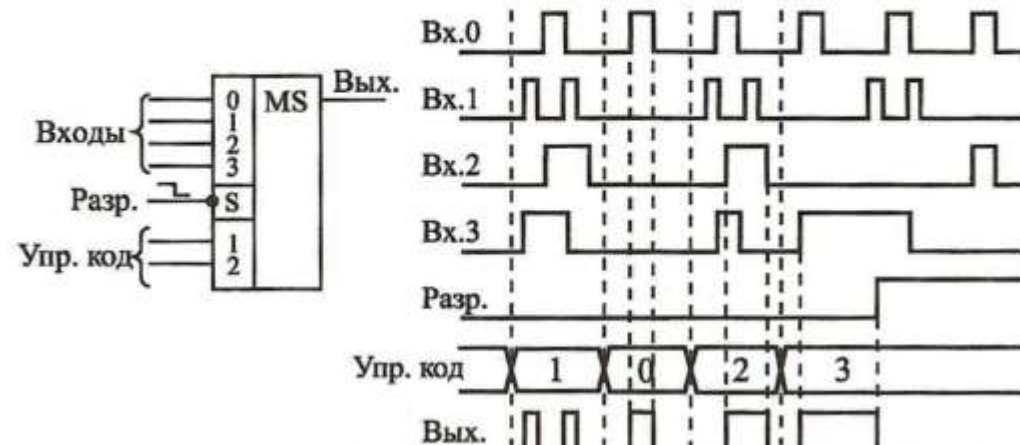 Входы
0
1
2
3
MS
Вых.
Разр.
S
Упр. код
1
2
Вх.0
Вх.1
Вх.2
Вх.3
Разр.
Упр. код 1 0 2 3
Вых.